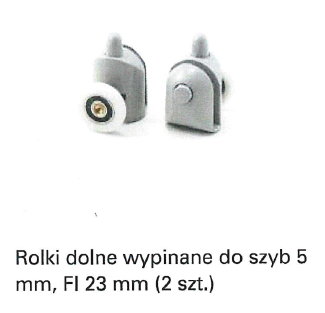 Rolki dolne wypinane do szyb 5
mm, FI 23 mm (2 szt.)